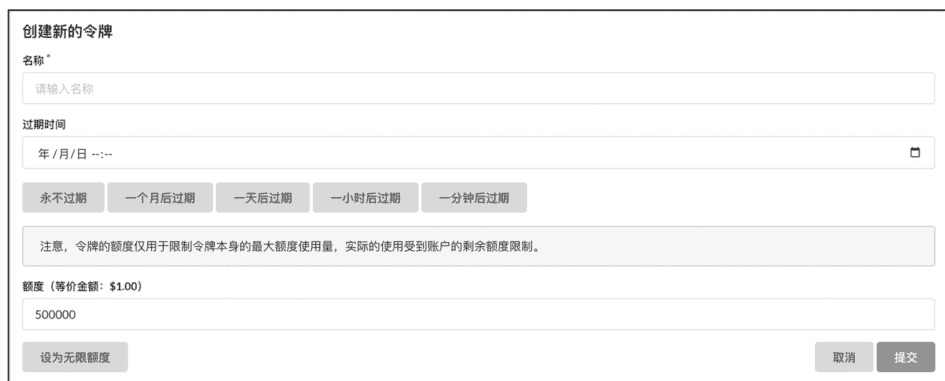 创建新的令牌
名称*
请输入名称
过期时间
年 /月/日 --:--
永不过期 一个月后过期 一天后过期 一小时后过期 一分钟后过期
注意，令牌的额度仅用于限制令牌本身的最大额度使用量，实际的使用受到账户的剩余额度限制。
额度（等价金额：$1.00）
500000
设为无限额度 取消 提交